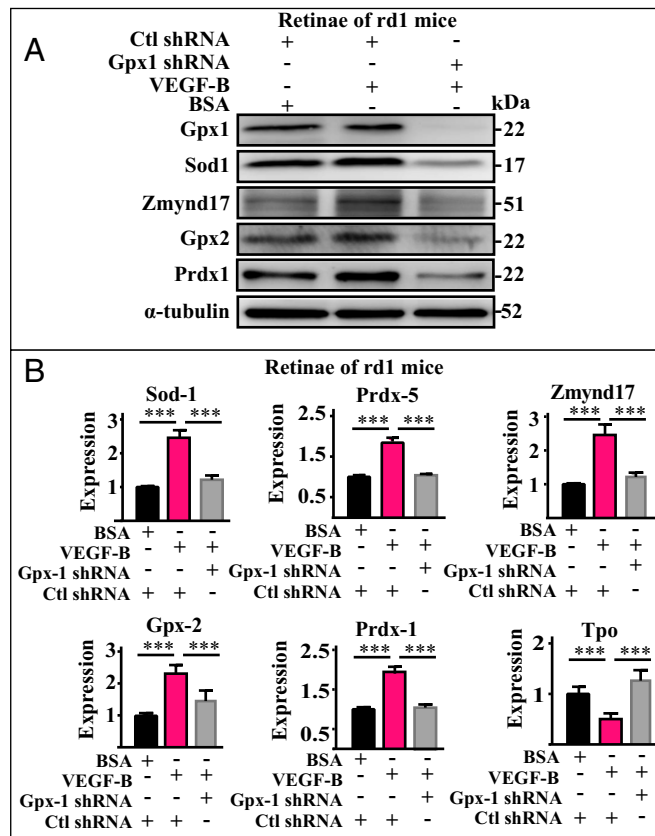 A
Retinae of rd1 mice
Ctl shRNA + + -
Gpx1 shRNA - - +
VEGF-B - + +
BSA + - - kDa
Gpx1 -22
Sod1 -17
Zmynd17 -51
Gpx2 -22
Prdx1 -22
α-tubulin -52
B
Retinae of rd1 mice
Sod-1
*** ***
Expression
3
2
1
BSA + - -
VEGF-B - + +
Gpx-1 shRNA - - +
Ctl shRNA + + -
Prdx-5
*** ***
Expression
2.5
1.5
0.5
+ - -
BSA
VEGF-B - + +
Gpx-1 shRNA - - +
Ctl shRNA + + -
Zmynd17
*** ***
Expression
3
2
1
BSA + - -
VEGF-B - + +
Gpx-1 shRNA - - +
Ctl shRNA + + -
Gpx-2
*** ***
Expression
3
2
1
BSA + - -
VEGF-B - + +
Gpx-1 shRNA - - +
Ctl shRNA + + -
Prdx-1
*** ***
Expression
2.5
1.5
0.5
BSA + - -
VEGF-B - + +
Gpx-1 shRNA - - +
Ctl shRNA + + -
Tpo
*** ***
Expression
2
1
0
BSA + - -
VEGF-B - + +
Gpx-1 shRNA - - +
Ctl shRNA + + -